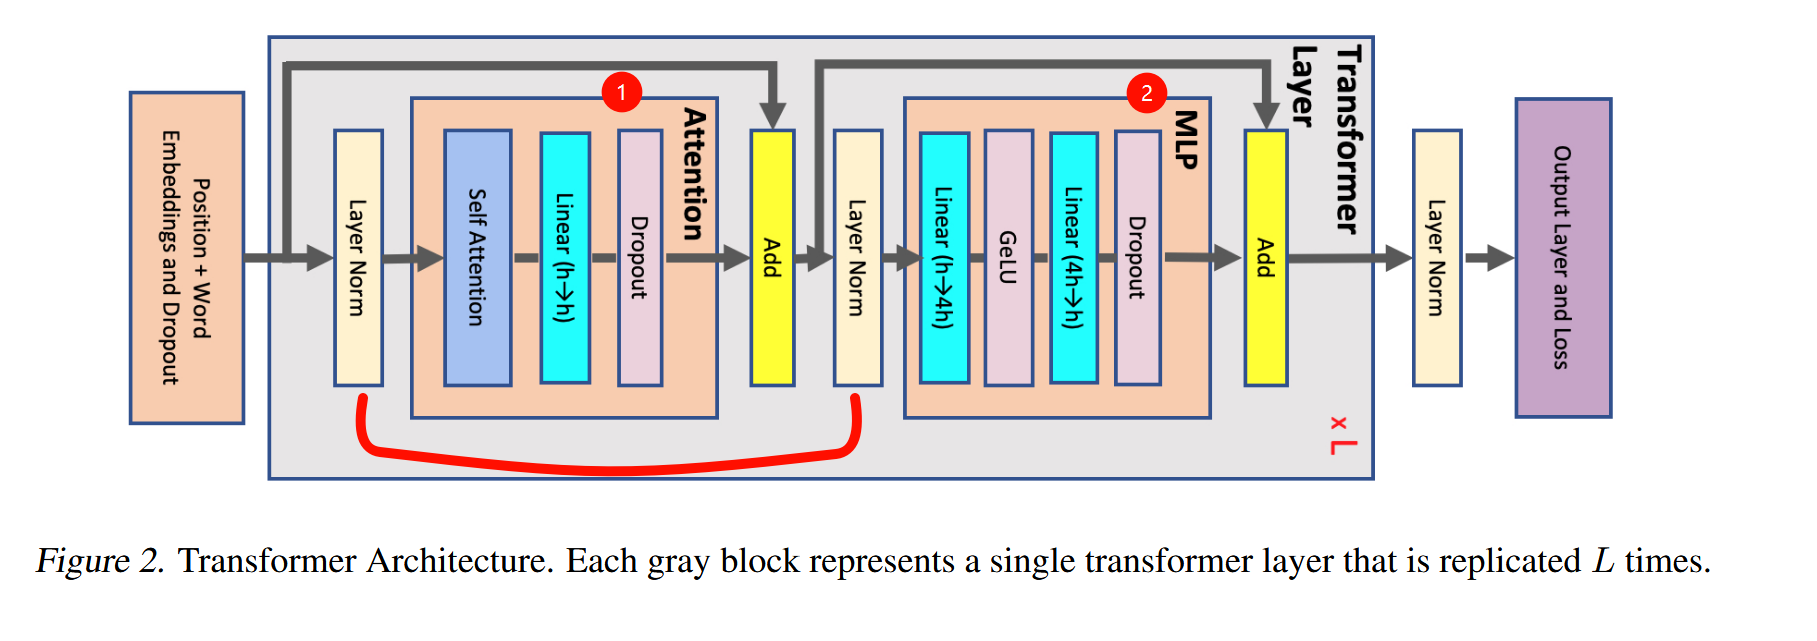 Position + Word
Embeddings and Dropout
Layer Norm
1
Attention
Self Attention
Linear (h→h)
Dropout
Add
Layer Norm
2
MLP
Linear (h→4h)
GeLU
Linear (4h→h)
Dropout
Add
Transformer
Layer
x L
Layer Norm
Output Layer and Loss
Figure 2. Transformer Architecture. Each gray block represents a single transformer layer that is replicated L times.